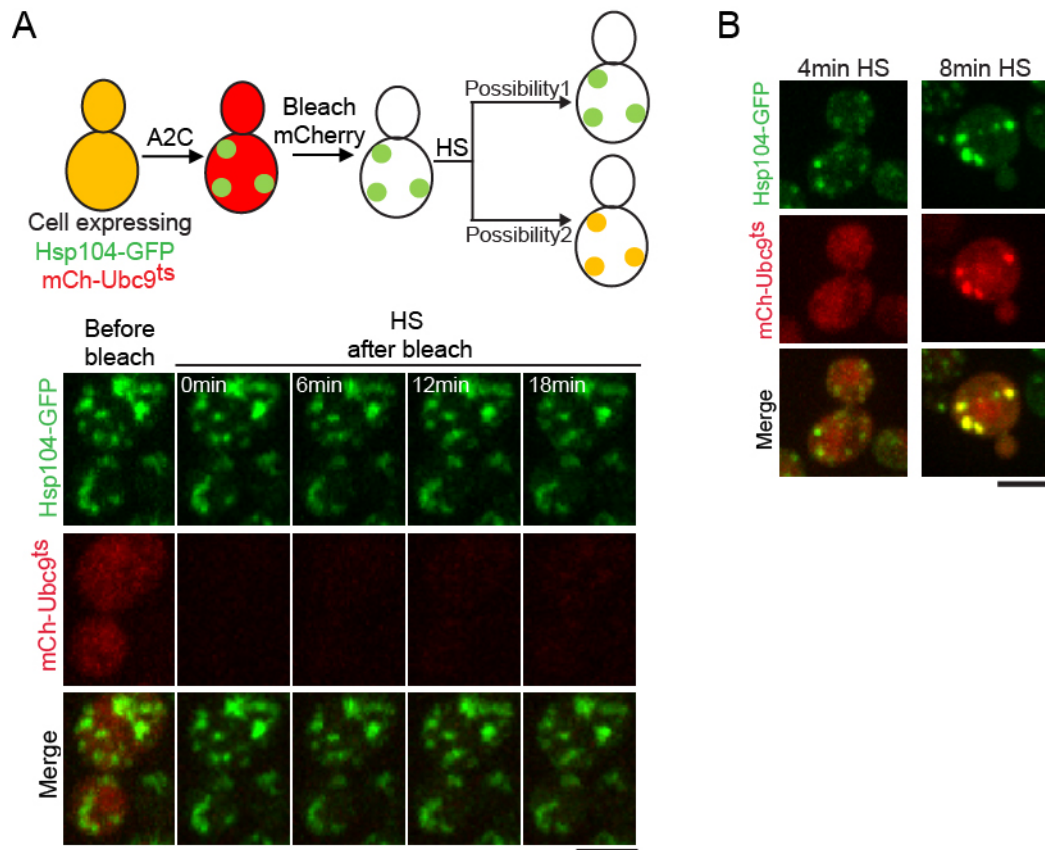 A
A2C
Bleach
mCherry
HS
Possibility1
Possibility2
Cell expressing
Hsp104-GFP
mCh-Ubc9ts
Before
bleach
HS
after bleach
0min
6min
12min
18min
Hsp104-GFP
mCh-Ubc9ts
Merge
B
4min HS
8min HS
Hsp104-GFP
mCh-Ubc9ts
Merge